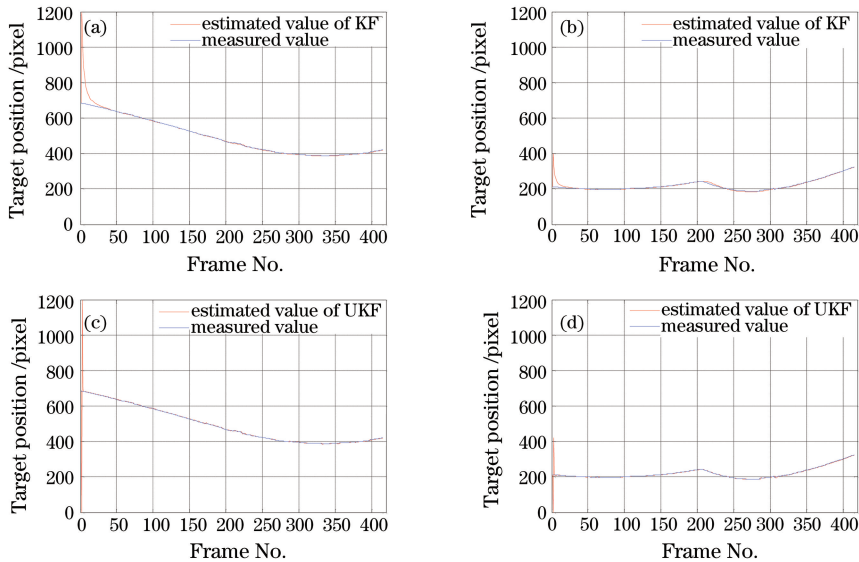 (a)
estimated value of KF
measured value
1200
1000
800
600
400
200
0
0 50 100 150 200 250 300 350 400
Target position /pixel
Frame No.
(b)
estimated value of KF
measured value
1200
1000
800
600
400
200
0
0 50 100 150 200 250 300 350 400
Target position /pixel
Frame No.
(c)
estimated value of UKF
measured value
1200
1000
800
600
400
200
0
0 50 100 150 200 250 300 350 400
Target position /pixel
Frame No.
(d)
estimated value of UKF
measured value
1200
1000
800
600
400
200
0
0 50 100 150 200 250 300 350 400
Target position /pixel
Frame No.